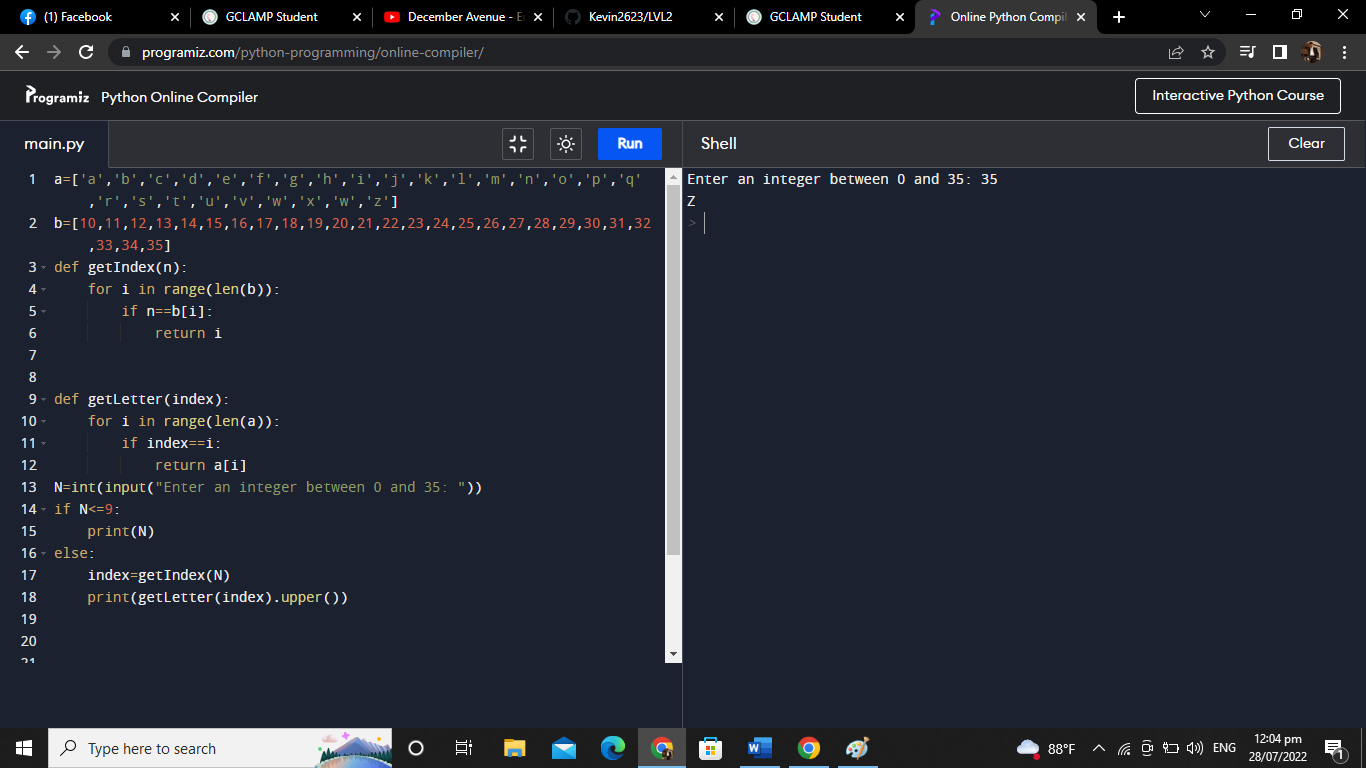 (1) Facebook
GCLAMP Student
December Avenue - E
Kevin2623/LVL2
GCLAMP Student
Online Python Compil
programiz.com/python-programming/online-compiler/
Programiz Python Online Compiler
Interactive Python Course
main.py
Run
Shell
Clear
1 a=['a','b','c','d','e','f','g','h','i','j','k','l','m','n','o','p','q'
,'r','s','t','u','v','w','x','w','z']
2 b=[10,11,12,13,14,15,16,17,18,19,20,21,22,23,24,25,26,27,28,29,30,31,32
,33,34,35]
3 def getIndex(n):
4 for i in range(len(b)):
5 if n==b[i]:
6 return i
7
8
9 def getLetter(index):
10 for i in range(len(a)):
11 if index==i:
12 return a[i]
13 N=int(input("Enter an integer between 0 and 35: "))
14 if N<=9:
15 print(N)
16 else:
17 index=getIndex(N)
18 print(getLetter(index).upper())
19
20
21
Enter an integer between 0 and 35: 35
Z
>
Type here to search
88°F
ENG
12:04 pm
28/07/2022
1